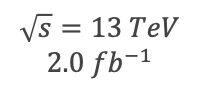 √s = 13 TeV
2.0 fb⁻¹